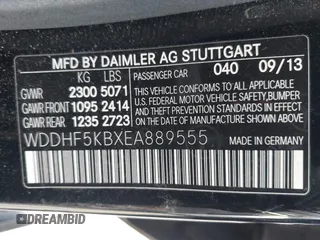 MFD BY DAIMLER AG STUTTGART
KG LBS PASSENGER CAR 040 09/13
GVWR 2300 5071
GAWR FRONT 1095 2414
GAWR REAR 1235 2723
THIS VEHICLE CONFORMS TO ALL APPLICABLE
U.S. FEDERAL MOTOR VEHICLE SAFETY, BUMPER
AND THEFT PREVENTION STANDARDS IN EFFECT
ON THE DATE OF MANUFACTURE SHOWN ABOVE.
WDDHF5KBXEA889555
MADE IN GERMANY